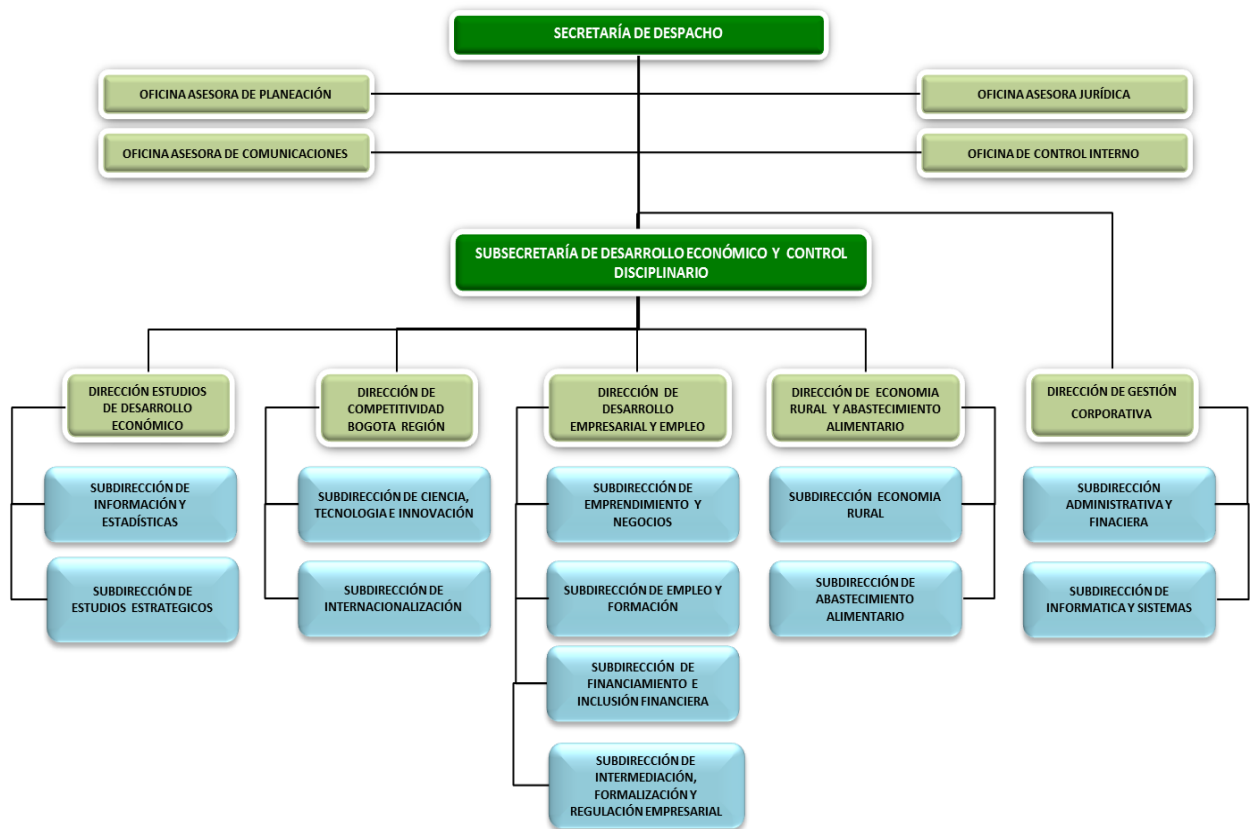 SECRETARÍA DE DESPACHO
OFICINA ASESORA DE PLANEACIÓN
OFICINA ASESORA JURÍDICA
OFICINA ASESORA DE COMUNICACIONES
OFICINA DE CONTROL INTERNO
SUBSECRETARÍA DE DESARROLLO ECONÓMICO Y CONTROL
DISCIPLINARIO
DIRECCIÓN ESTUDIOS
DE DESARROLLO
ECONÓMICO
DIRECCIÓN DE
COMPETITIVIDAD
BOGOTA REGIÓN
DIRECCIÓN DE
DESARROLLO
EMPRESARIAL Y EMPLEO
DIRECCIÓN DE ECONOMIA
RURAL Y ABASTECIMIENTO
ALIMENTARIO
DIRECCIÓN DE GESTIÓN
CORPORATIVA
SUBDIRECCIÓN DE
INFORMACIÓN Y
ESTADÍSTICAS
SUBDIRECCIÓN DE CIENCIA,
TECNOLOGIA E INNOVACIÓN
SUBDIRECCIÓN DE
EMPRENDIMIENTO Y
NEGOCIOS
SUBDIRECCIÓN ECONOMIA
RURAL
SUBDIRECCIÓN
ADMINISTRATIVA Y
FINACIERA
SUBDIRECCIÓN DE
ESTUDIOS ESTRATEGICOS
SUBDIRECCIÓN DE
INTERNACIONALIZACIÓN
SUBDIRECCIÓN DE EMPLEO Y
FORMACIÓN
SUBDIRECCIÓN DE
ABASTECIMIENTO
ALIMENTARIO
SUBDIRECCIÓN DE
INFORMATICA Y SISTEMAS
SUBDIRECCIÓN DE
FINANCIAMIENTO E
INCLUSIÓN FINANCIERA
SUBDIRECCIÓN DE
INTERMEDIACIÓN,
FORMALIZACIÓN Y
REGULACIÓN EMPRESARIAL